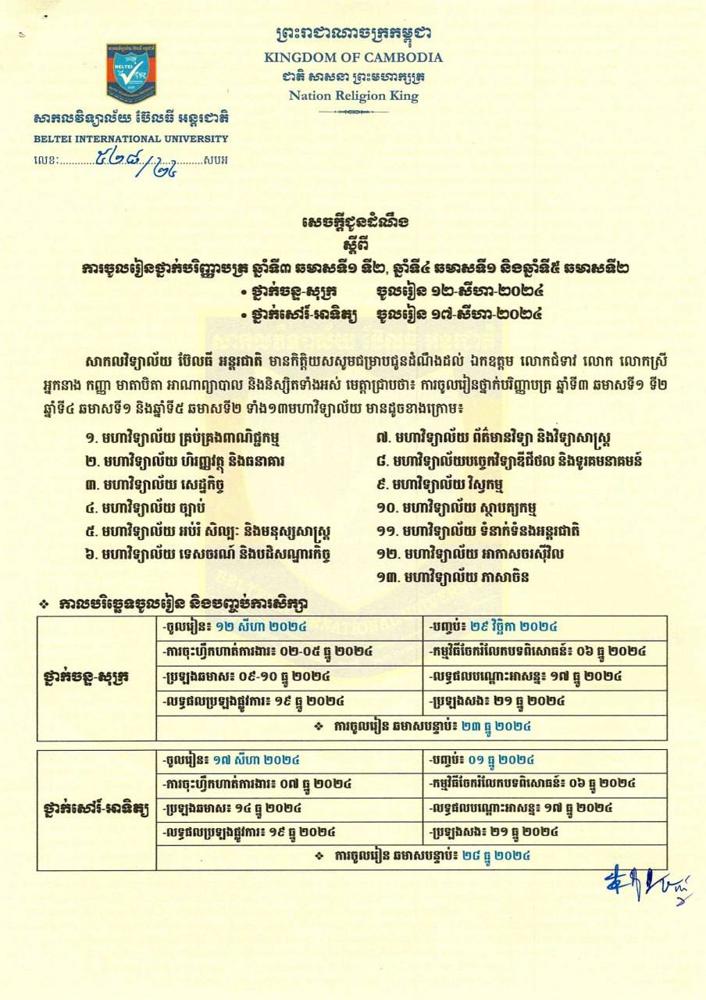 ព្រះរាជាណាចក្រកម្ពុជា
KINGDOM OF CAMBODIA
ជាតិ សាសនា ព្រះមហាក្សត្រ
Nation Religion King
BELTEI
សាកលវិទ្យាល័យ ប៊ែលធី អន្តរជាតិ
BELTEI INTERNATIONAL UNIVERSITY
លេខ:............៥២៨/២៤............សបអ
សេចក្តីជូនដំណឹង
ស្តីពី
ការចូលរៀនថ្នាក់បរិញ្ញាបត្រ ឆ្នាំទី៣ ឆមាសទី១ ទី២, ឆ្នាំទី៤ ឆមាសទី១ និងឆ្នាំទី៥ ឆមាសទី២
• ថ្នាក់ចន្ទ-សុក្រ ចូលរៀន ១២-សីហា-២០២៤
• ថ្នាក់សៅរ៍-អាទិត្យ ចូលរៀន ១៧-សីហា-២០២៤
សាកលវិទ្យាល័យ ប៊ែលធី អន្តរជាតិ មានកិត្តិយសសូមជម្រាបជូនដំណឹងដល់ ឯកឧត្តម លោកជំទាវ លោក លោកស្រី
អ្នកនាង កញ្ញា មាតាបិតា អាណាព្យាបាល និងនិស្សិតទាំងអស់ មេត្តាជ្រាបថា៖ ការចូលរៀនថ្នាក់បរិញ្ញាបត្រ ឆ្នាំទី៣ ឆមាសទី១ ទី២
ឆ្នាំទី៤ ឆមាសទី១ និងឆ្នាំទី៥ ឆមាសទី២ ទាំង១៣មហាវិទ្យាល័យ មានដូចខាងក្រោម៖
១. មហាវិទ្យាល័យ គ្រប់គ្រងពាណិជ្ជកម្ម
២. មហាវិទ្យាល័យ ហិរញ្ញវត្ថុ និងធនាគារ
៣. មហាវិទ្យាល័យ សេដ្ឋកិច្ច
៤. មហាវិទ្យាល័យ ច្បាប់
៥. មហាវិទ្យាល័យ អប់រំ សិល្បៈ និងមនុស្សសាស្ត្រ
៦. មហាវិទ្យាល័យ ទេសចរណ៍ និងបដិសណ្ឋារកិច្ច
៧. មហាវិទ្យាល័យ ព័ត៌មានវិទ្យា និងវិទ្យាសាស្ត្រ
៨. មហាវិទ្យាល័យបច្ចេកវិទ្យាឌីជីថល និងទូរគមនាគមន៍
៩. មហាវិទ្យាល័យ វិស្វកម្ម
១០. មហាវិទ្យាល័យ ស្ថាបត្យកម្ម
១១. មហាវិទ្យាល័យ ទំនាក់ទំនងអន្តរជាតិ
១២. មហាវិទ្យាល័យ អាកាសចរស៊ីវិល
១៣. មហាវិទ្យាល័យ ភាសាចិន
❖ កាលបរិច្ឆេទចូលរៀន និងបញ្ចប់ការសិក្សា
ថ្នាក់ចន្ទ-សុក្រ
-ចូលរៀន៖ ១២ សីហា ២០២៤ -បញ្ចប់៖ ២៩ វិច្ឆិកា ២០២៤
-ការចុះហ្វឹកហាត់ការងារ៖ ០២-០៥ ធ្នូ ២០២៤ -កម្មវិធីចែករំលែកបទពិសោធន៍៖ ០៦ ធ្នូ ២០២៤
-ប្រឡងឆមាស៖ ០៩-១០ ធ្នូ ២០២៤ -លទ្ធផលបណ្តោះអាសន្ន៖ ១៧ ធ្នូ ២០២៤
-លទ្ធផលប្រឡងផ្លូវការ៖ ១៩ ធ្នូ ២០២៤ -ប្រឡងសង៖ ២១ ធ្នូ ២០២៤
❖ ការចូលរៀន ឆមាសបន្ទាប់៖ ២៣ ធ្នូ ២០២៤
ថ្នាក់សៅរ៍-អាទិត្យ
-ចូលរៀន៖ ១៧ សីហា ២០២៤ -បញ្ចប់៖ ០១ ធ្នូ ២០២៤
-ការចុះហ្វឹកហាត់ការងារ៖ ០៧ ធ្នូ ២០២៤ -កម្មវិធីចែករំលែកបទពិសោធន៍៖ ០៦ ធ្នូ ២០២៤
-ប្រឡងឆមាស៖ ១៤ ធ្នូ ២០២៤ -លទ្ធផលបណ្តោះអាសន្ន៖ ១៧ ធ្នូ ២០២៤
-លទ្ធផលប្រឡងផ្លូវការ៖ ១៩ ធ្នូ ២០២៤ -ប្រឡងសង៖ ២១ ធ្នូ ២០២៤
❖ ការចូលរៀន ឆមាសបន្ទាប់៖ ២៨ ធ្នូ ២០២៤